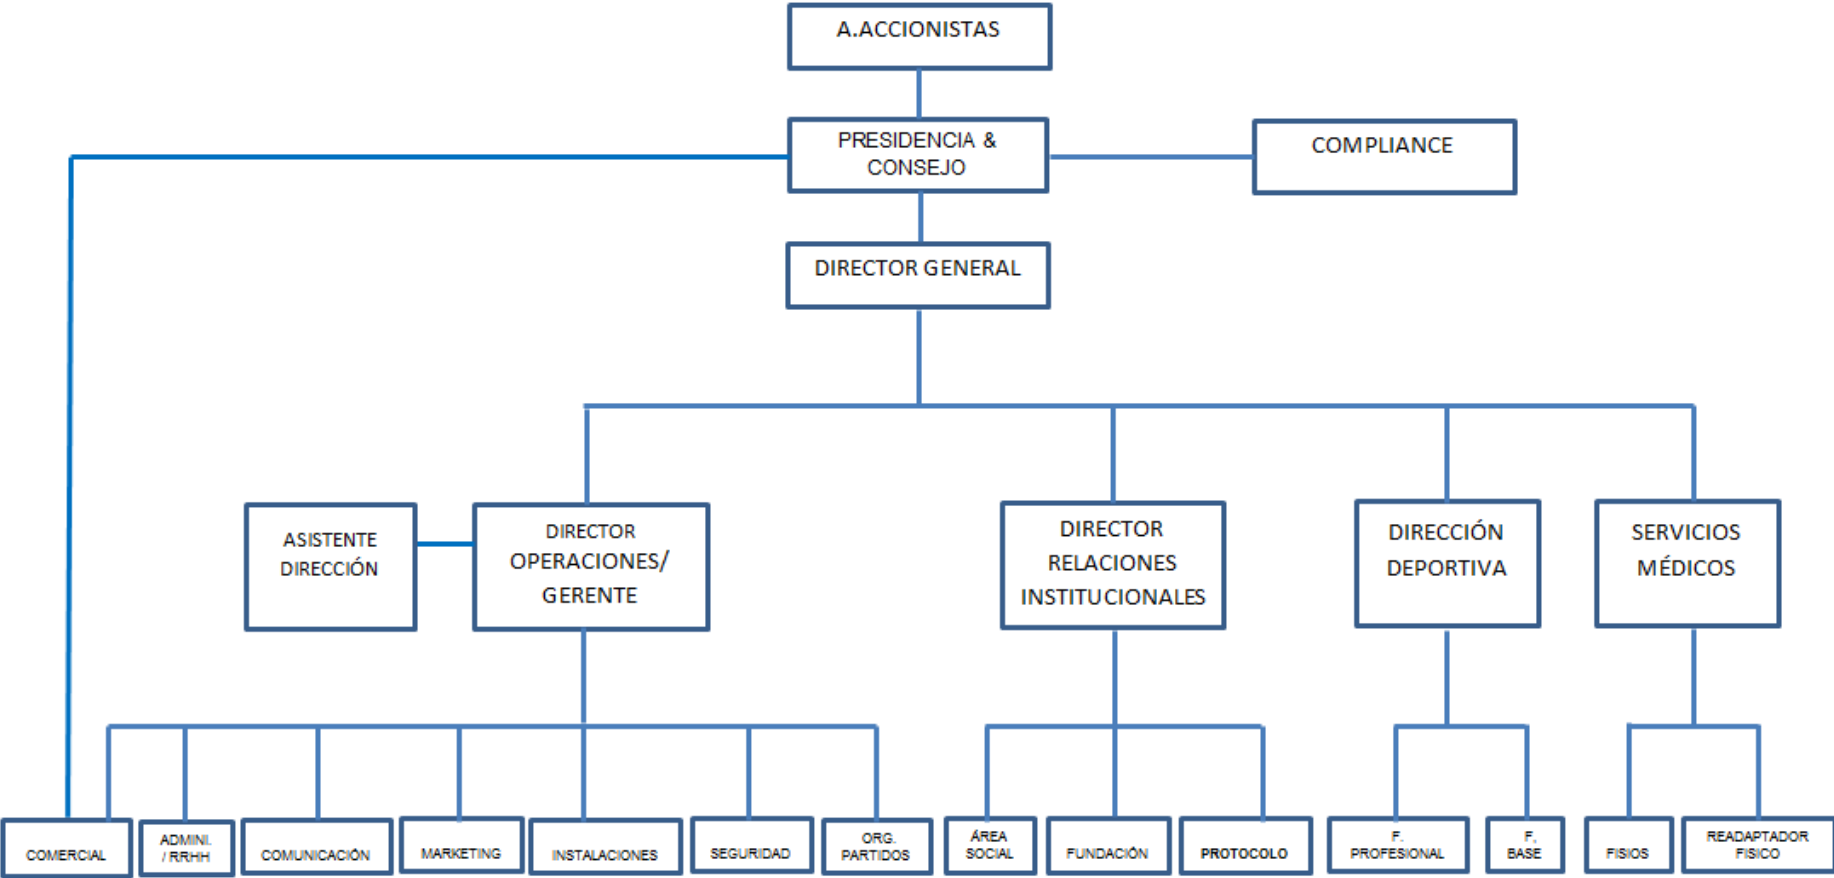 A.ACCIONISTAS
PRESIDENCIA &
CONSEJO
COMPLIANCE
DIRECTOR GENERAL
ASISTENTE
DIRECCIÓN
DIRECTOR
OPERACIONES/
GERENTE
DIRECTOR
RELACIONES
INSTITUCIONALES
DIRECCIÓN
DEPORTIVA
SERVICIOS
MÉDICOS
COMERCIAL
ADMINI.
/ RRHH
COMUNICACIÓN
MARKETING
INSTALACIONES
SEGURIDAD
ORG.
PARTIDOS
ÁREA
SOCIAL
FUNDACIÓN
PROTOCOLO
F.
PROFESIONAL
F,
BASE
FISIOS
READAPTADOR
FISICO